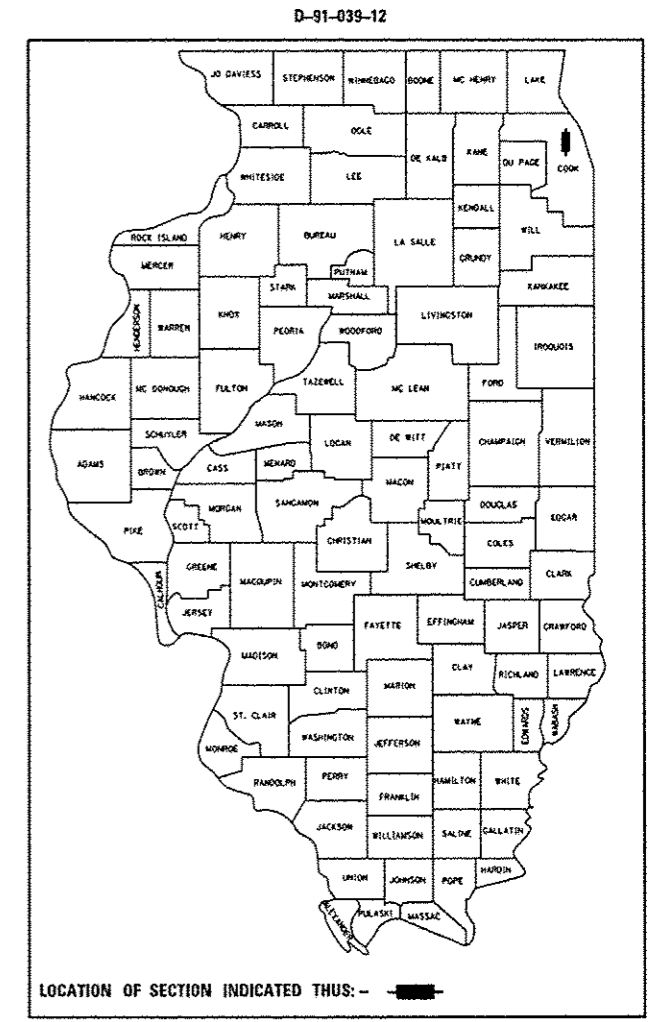 D-91-039-12
JO DAVIESS STEPHENSON WINNEBAGO BOONE MC HENRY LAKE
CARROLL OGLE DE KALB KANE DU PAGE COOK
WHITESIDE LEE
KENDALL WILL
ROCK ISLAND HENRY BUREAU LA SALLE GRUNDY
MERCER STARK PUTNAM MARSHALL KANKAKEE
HENDERSON WARREN KNOX PEORIA WOODFORD LIVINGSTON IROQUOIS
HANCOCK MC DONOUGH FULTON TAZEWELL MC LEAN FORD
SCHUYLER MASON LOGAN DE WITT CHAMPAIGN VERMILION
ADAMS BROWN CASS MENARD MACON PIATT
PIKE SCOTT MORGAN SANGAMON CHRISTIAN MOULTRIE DOUGLAS EDGAR
COLES
CALHOUN GREENE MACOUPIN MONTGOMERY SHELBY CUMBERLAND CLARK
JERSEY FAYETTE EFFINGHAM JASPER CRAWFORD
MADISON BOND CLAY RICHLAND LAWRENCE
CLINTON MARION
ST. CLAIR WAYNE EDWARDS WABASH
MONROE WASHINGTON JEFFERSON
RANDOLPH PERRY HAMILTON WHITE
FRANKLIN
JACKSON WILLIAMSON SALINE GALLATIN
UNION JOHNSON POPE HARDIN
ALEXANDER PULASKI MASSAC
LOCATION OF SECTION INDICATED THUS: -